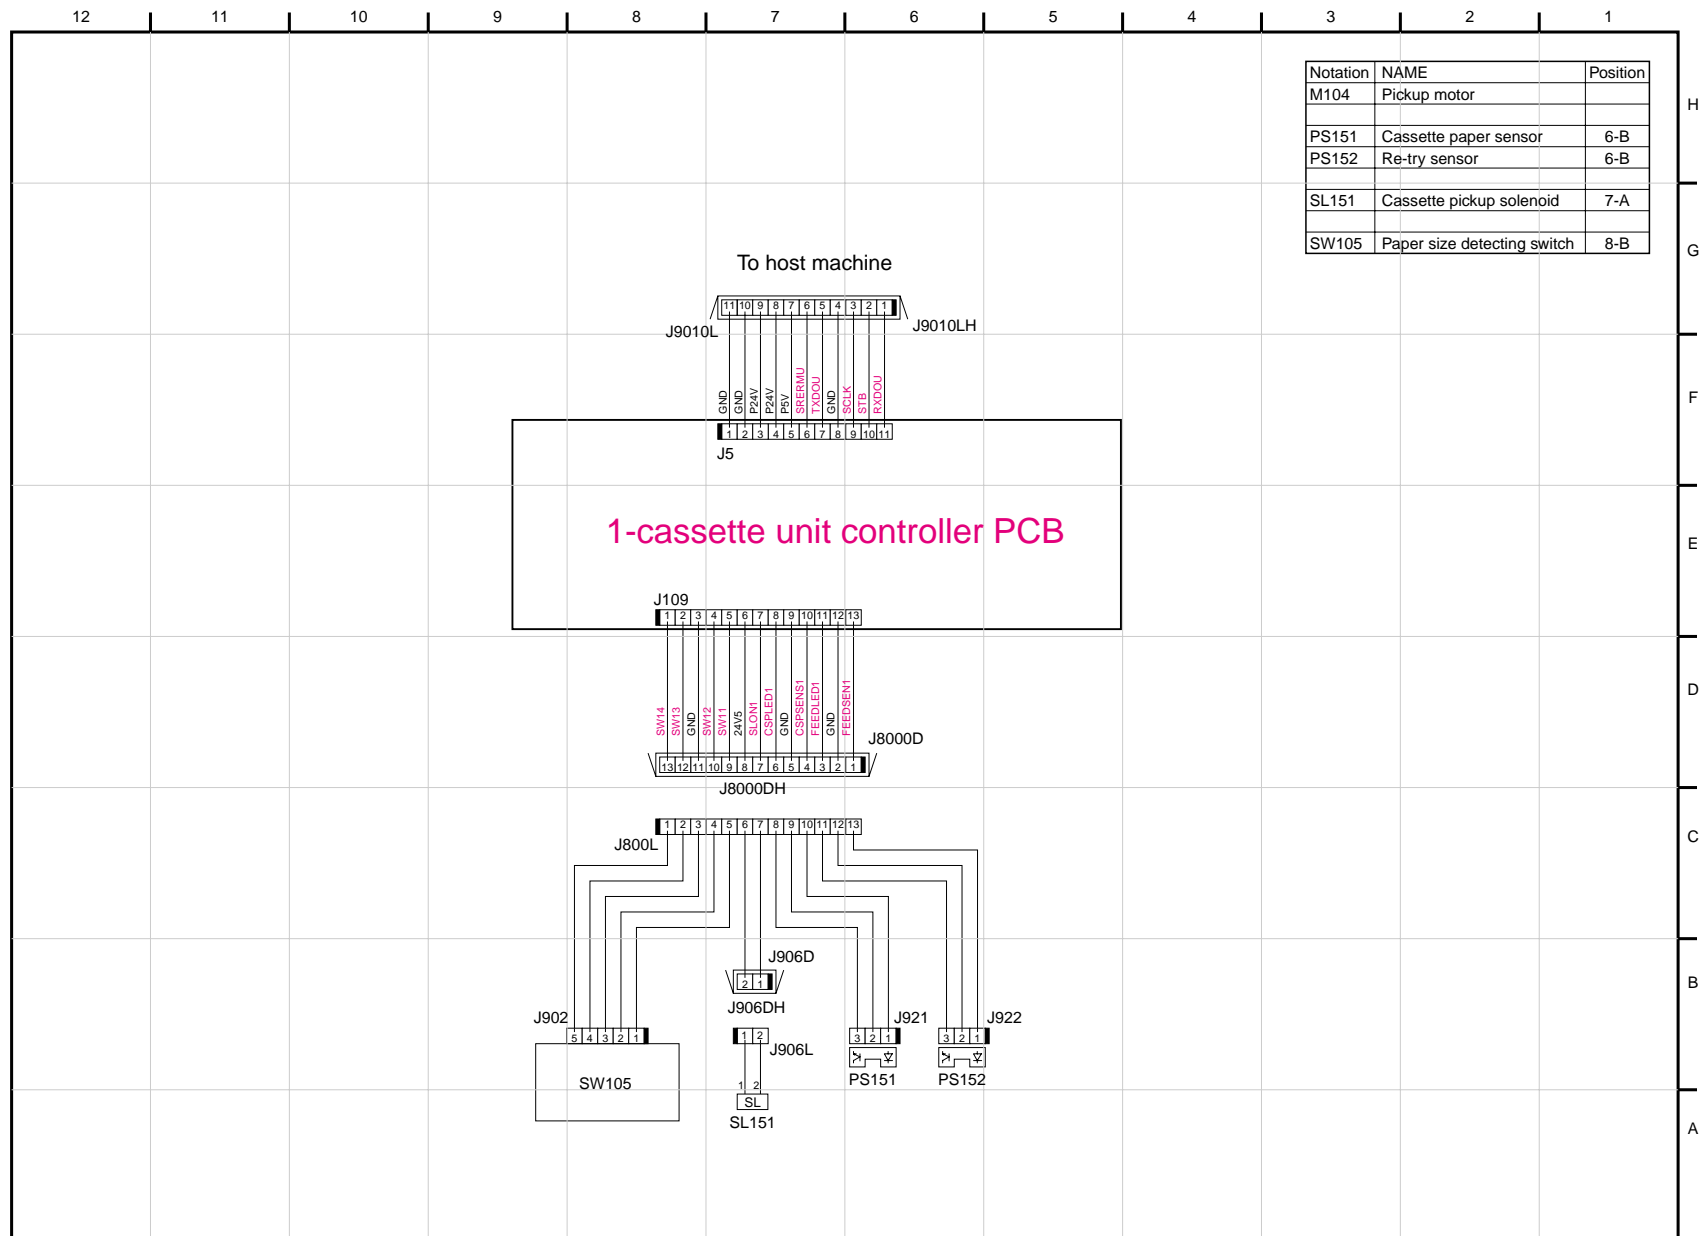 12 11 10 9 8 7 6 5 4 3 2 1
Notation NAME Position
M104 Pickup motor
H
PS151 Cassette paper sensor 6-B
PS152 Re-try sensor 6-B
SL151 Cassette pickup solenoid 7-A
SW105 Paper size detecting switch 8-B
G
To host machine
11 10 9 8 7 6 5 4 3 2 1
J9010L J9010LH
GND GND P24V P24V P5V SRERMU TXDOU GND SCLK STB RXDOU
F
1 2 3 4 5 6 7 8 9 10 11
J5
1-cassette unit controller PCB
E
J109
1 2 3 4 5 6 7 8 9 10 11 12 13
SW14 SW13 GND SW12 SW11 24V5 SLON1 CSPLED1 GND CSPSENS1 FEEDLED1 GND FEEDSEN1
D
J8000D
13 12 11 10 9 8 7 6 5 4 3 2 1
J8000DH
1 2 3 4 5 6 7 8 9 10 11 12 13
C
J800L
J906D
2 1
B
J906DH
J902 J921 J922
5 4 3 2 1 1 2 3 2 1 3 2 1
J906L
SW105 PS151 PS152
1 2
SL
SL151
A